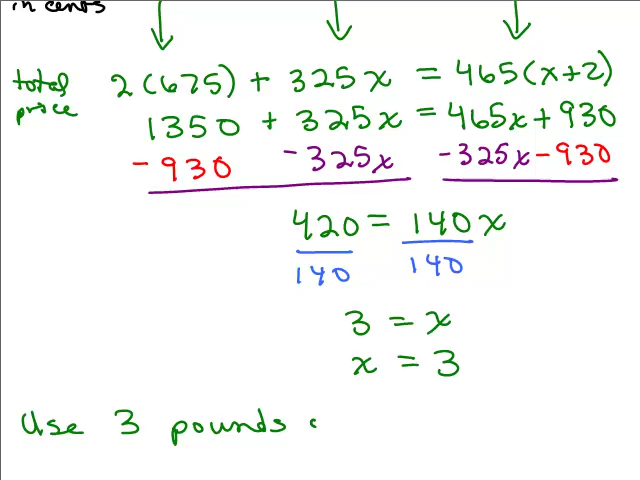 in cents
total price 2(675) + 325x = 465(x+2)
1350 + 325x = 465x + 930
-930 -325x -325x -930
420 = 140x
140 140
3 = x
x = 3
Use 3 pounds